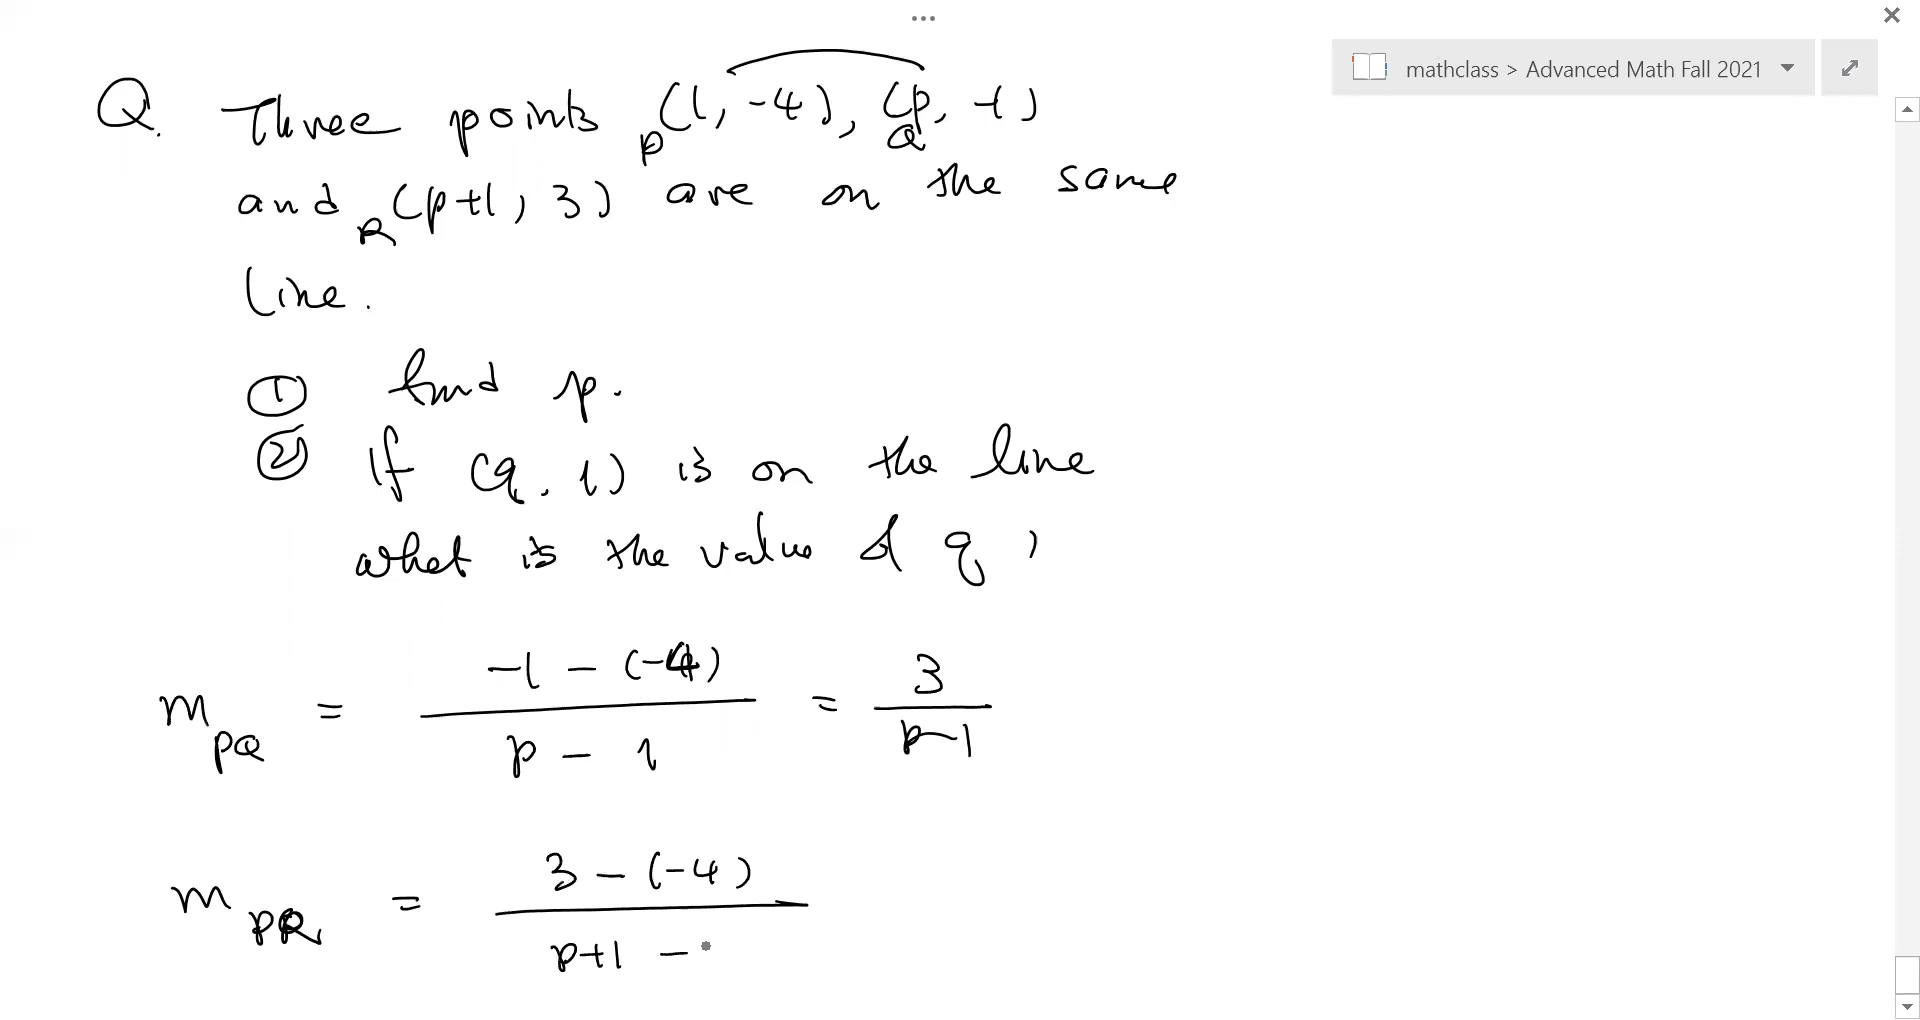 ...
×
mathclass > Advanced Math Fall 2021
Q. Three points P(1, -4), Q(p, -1)
and R(p+1, 3) are on the same
line.
① find p.
② If (q, 1) is on the line
what is the value of q ?
m_PQ = (-1 - (-4))/(p - 1) = 3/(p-1)
m_PR = (3 - (-4))/(p+1 -